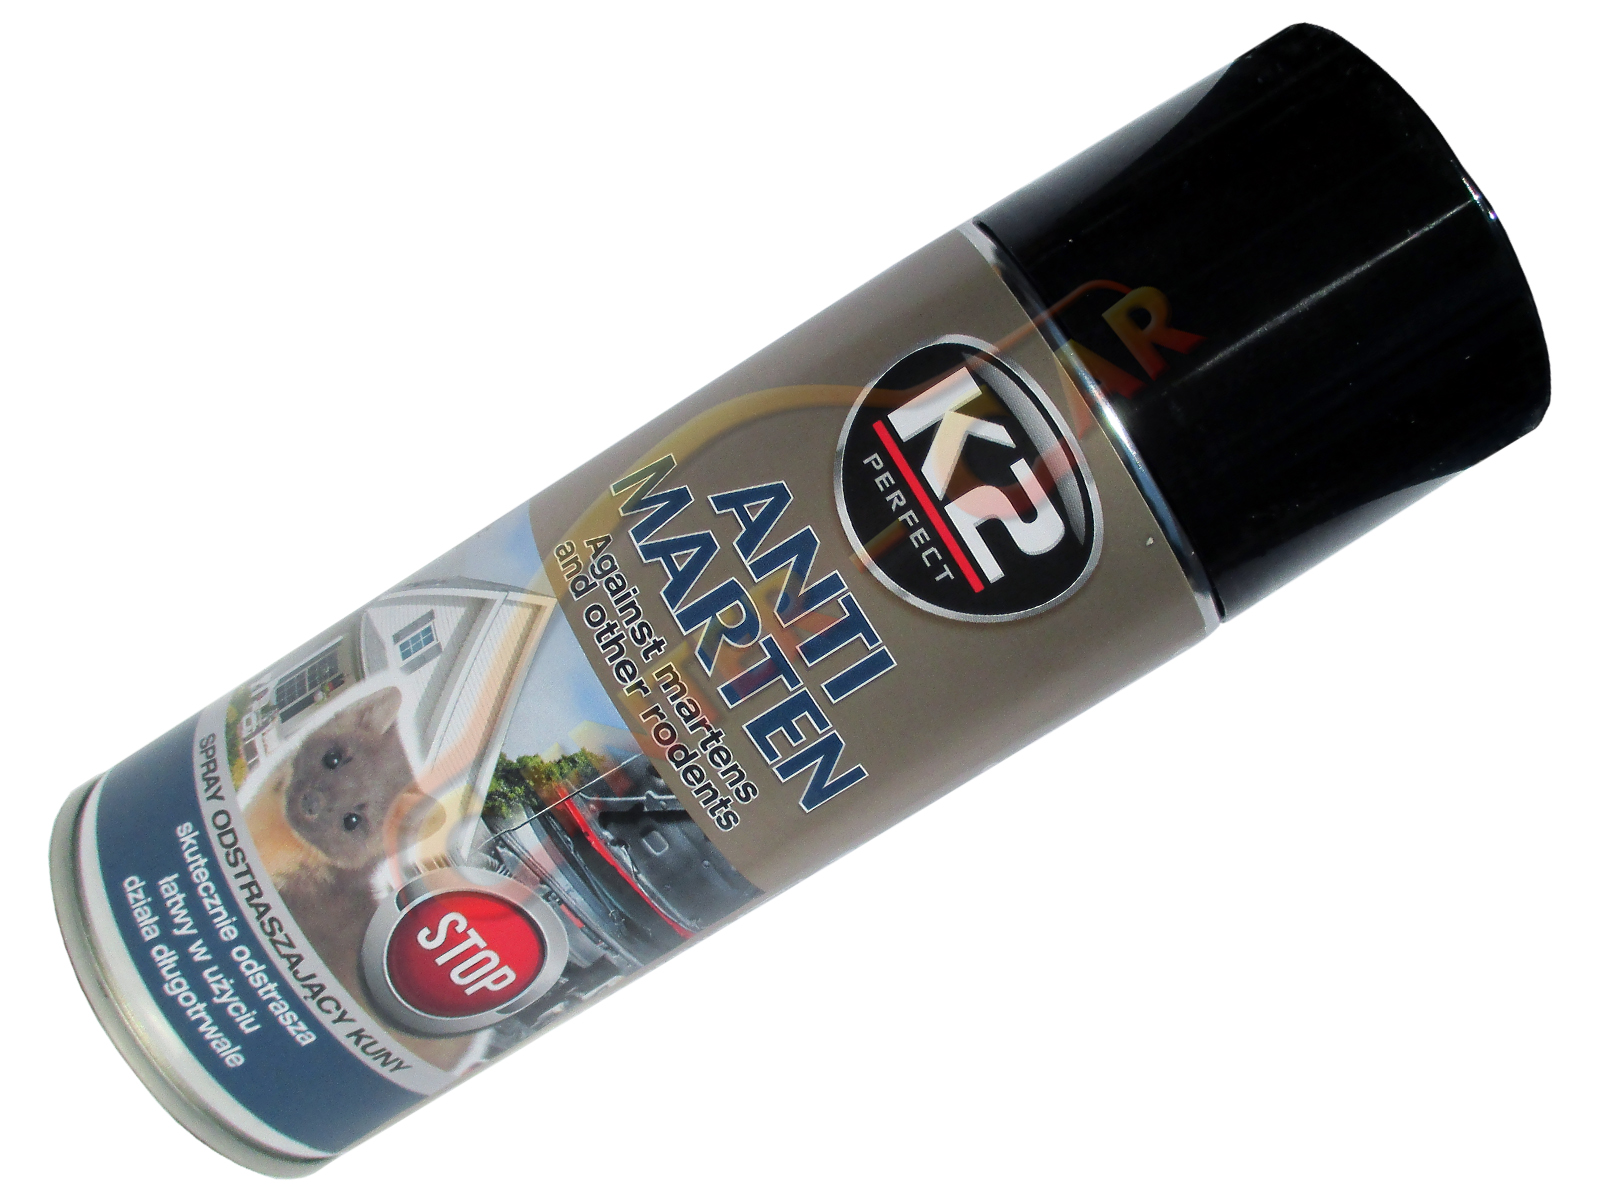 K2
PERFECT
ANTI
MARTEN
Against martens
and other rodents
STOP
SPRAY ODSTRASZAJĄCY KUNY
skutecznie odstrasza
łatwy w użyciu
działa długotrwale